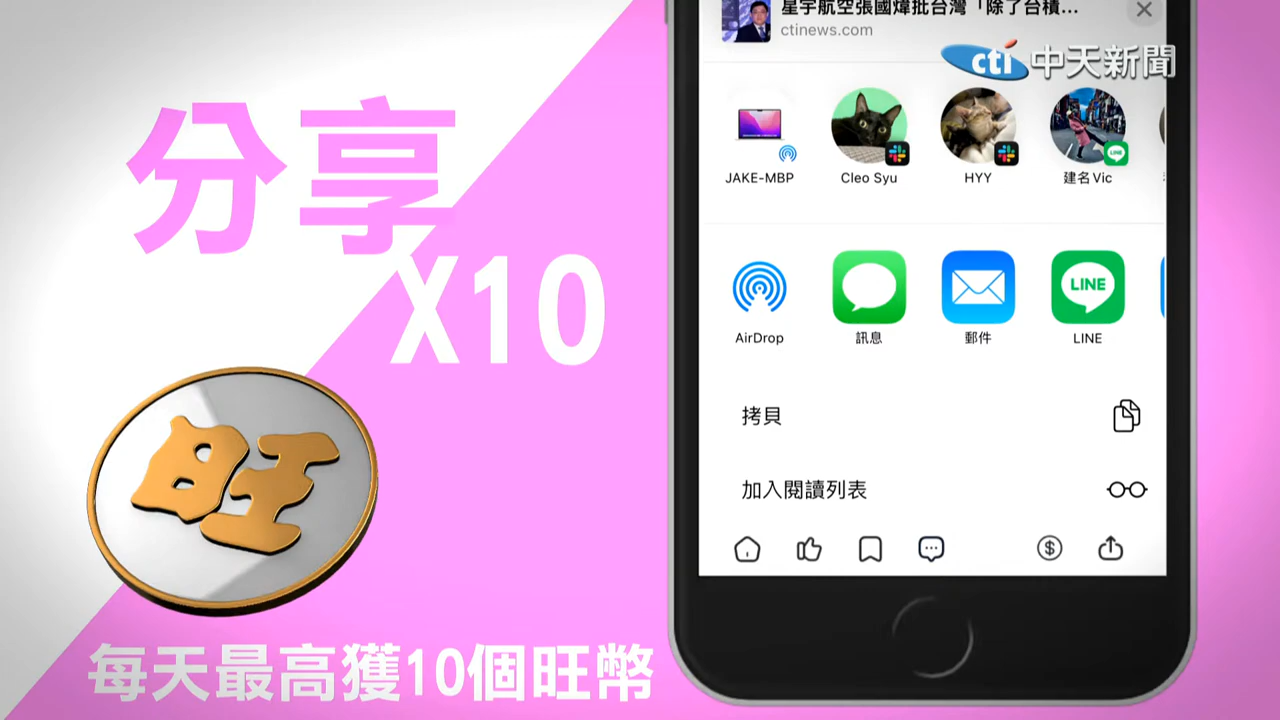 分享
X10
旺
每天最高獲10個旺幣
星宇航空張國煒批台灣「除了台積...
ctinews.com
cti 中天新聞
JAKE-MBP
Cleo Syu
HYY
建名 Vic
LINE
AirDrop
訊息
郵件
LINE
LINE
拷貝
加入閱讀列表